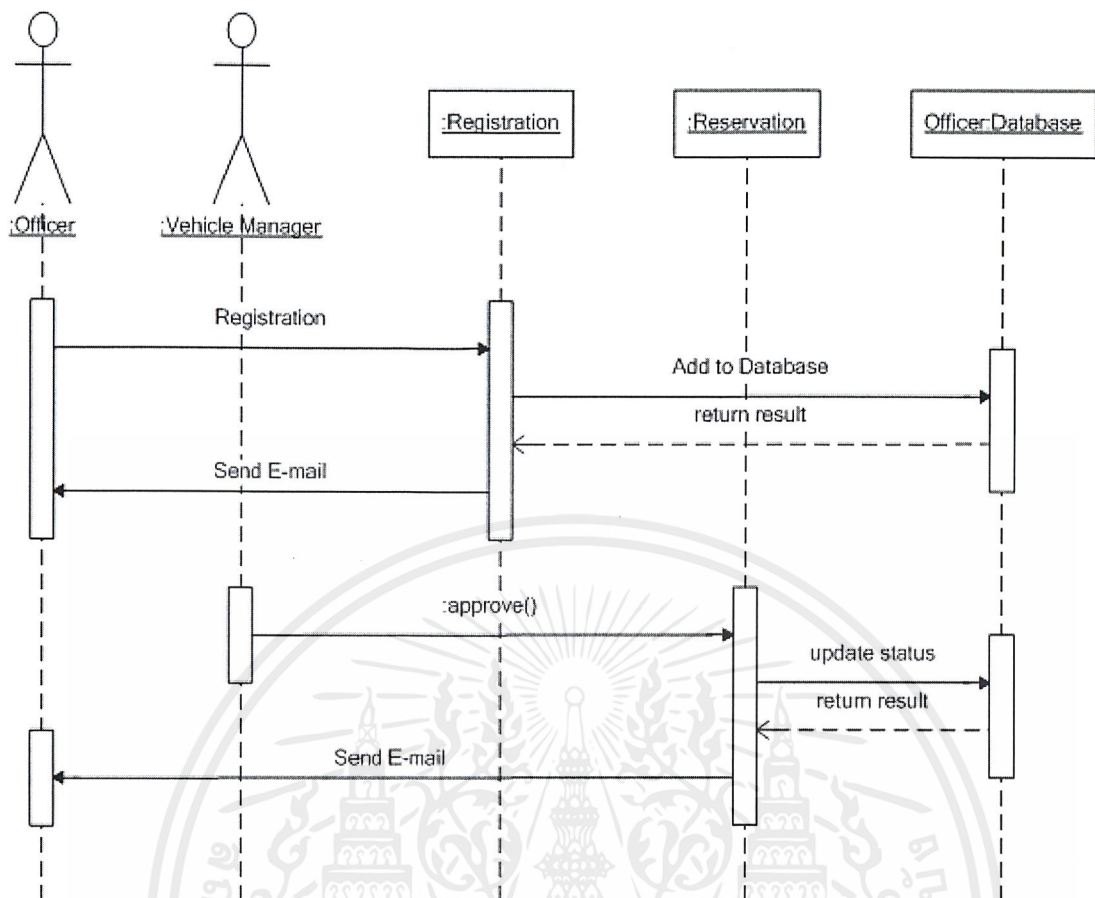 :Registration
:Reservation
Officer:Database
:Officer
:Vehicle Manager
Registration
Add to Database
return result
Send E-mail
:approve()
update status
return result
Send E-mail